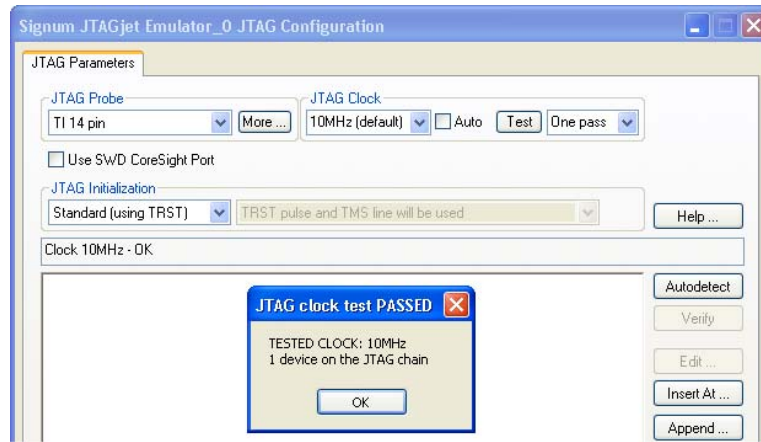 Signum JTAGjet Emulator_0 JTAG Configuration
JTAG Parameters
JTAG Probe
JTAG Clock
TI 14 pin
More ...
10MHz (default)
Auto
Test
One pass
Use SWD CoreSight Port
JTAG Initialization
Standard (using TRST)
TRST pulse and TMS line will be used
Help ...
Clock 10MHz - OK
Autodetect
JTAG clock test PASSED
Verify
TESTED CLOCK: 10MHz
1 device on the JTAG chain
Edit ...
OK
Insert At ...
Append ...